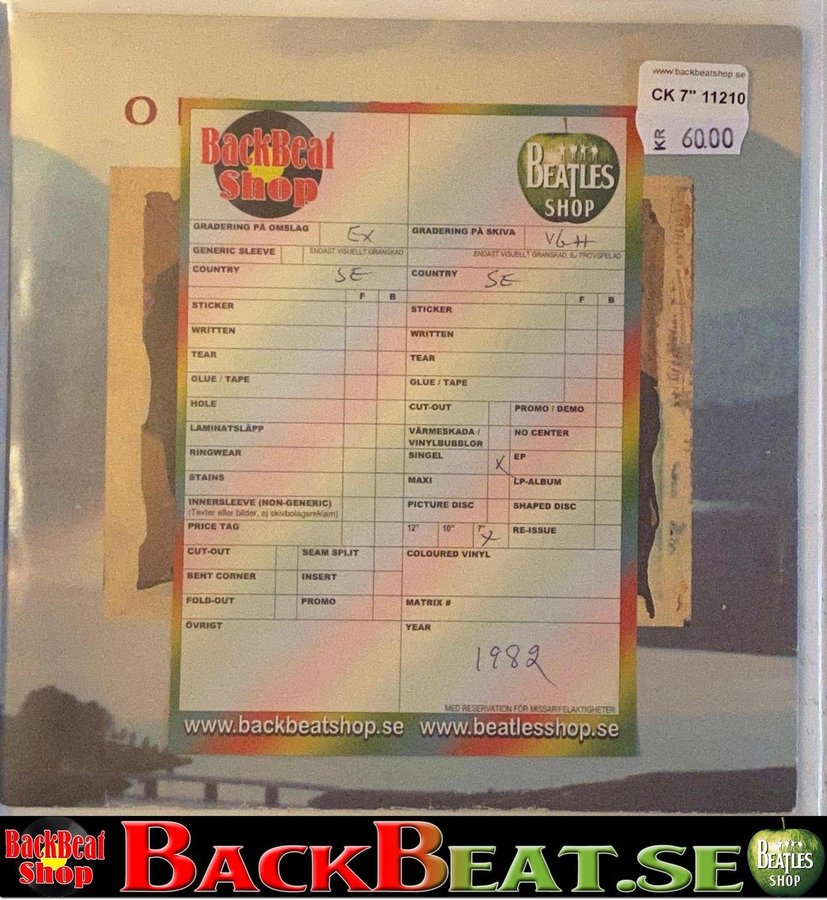 O
www.backbeatshop.se
CK 7" 11210
KR 60.00
BackBeat
Shop
BEATLES
SHOP
GRADERING PÅ OMSLAG EX
GRADERING PÅ SKIVA VG++
GENERIC SLEEVE ENDAST VISUELLT GRANSKAD
ENDAST VISUELLT GRANSKAD, EJ PROVSPELAD
COUNTRY SE
COUNTRY SE
F B
F B
STICKER
STICKER
WRITTEN
WRITTEN
TEAR
TEAR
GLUE / TAPE
GLUE / TAPE
HOLE
CUT-OUT PROMO / DEMO
LAMINATSLÄPP
VÄRMESKADA /
VINYLBUBBLOR NO CENTER
RINGWEAR
SINGEL X EP
STAINS
MAXI LP-ALBUM
INNERSLEEVE (NON-GENERIC)
(Texter eller bilder, ej skivbolagsreklam)
PICTURE DISC SHAPED DISC
PRICE TAG
12" 10" 7" X RE-ISSUE
CUT-OUT SEAM SPLIT
COLOURED VINYL
BENT CORNER INSERT
FOLD-OUT PROMO
MATRIX #
ÖVRIGT
YEAR
1982
MED RESERVATION FÖR MISSAR/FELAKTIGHETER
www.backbeatshop.se www.beatlesshop.se
BackBeat
Shop
BACKBEAT.SE
BEATLES
SHOP